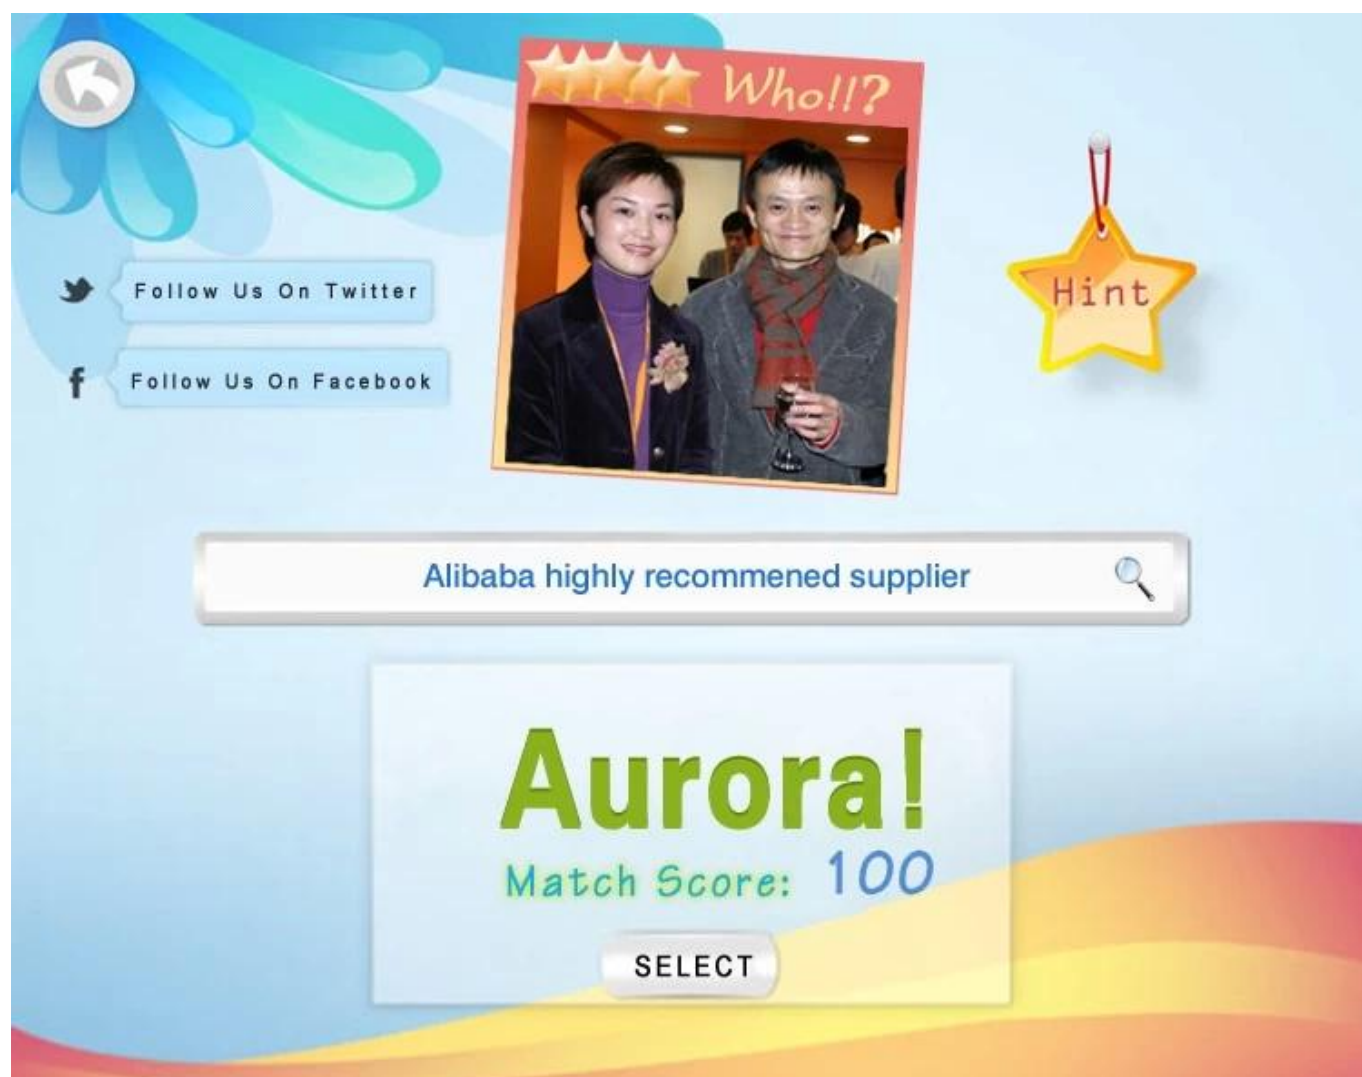 Who!!?
Hint
Follow Us On Twitter
f
Follow Us On Facebook
Alibaba highly recommened supplier
Aurora!
Match Score: 100
SELECT